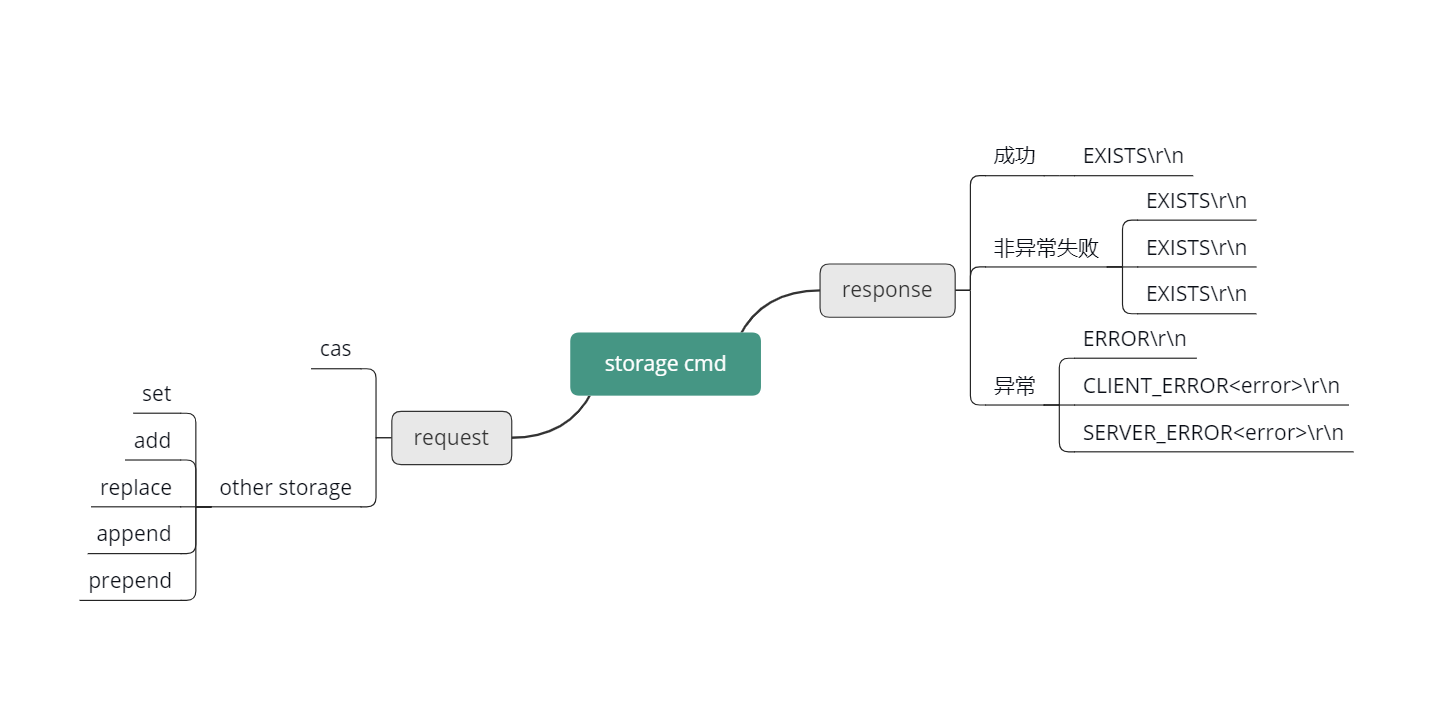 storage cmd
request
cas
other storage
set
add
replace
append
prepend
response
成功
EXISTS\r\n
非异常失败
EXISTS\r\n
EXISTS\r\n
EXISTS\r\n
异常
ERROR\r\n
CLIENT_ERROR<error>\r\n
SERVER_ERROR<error>\r\n